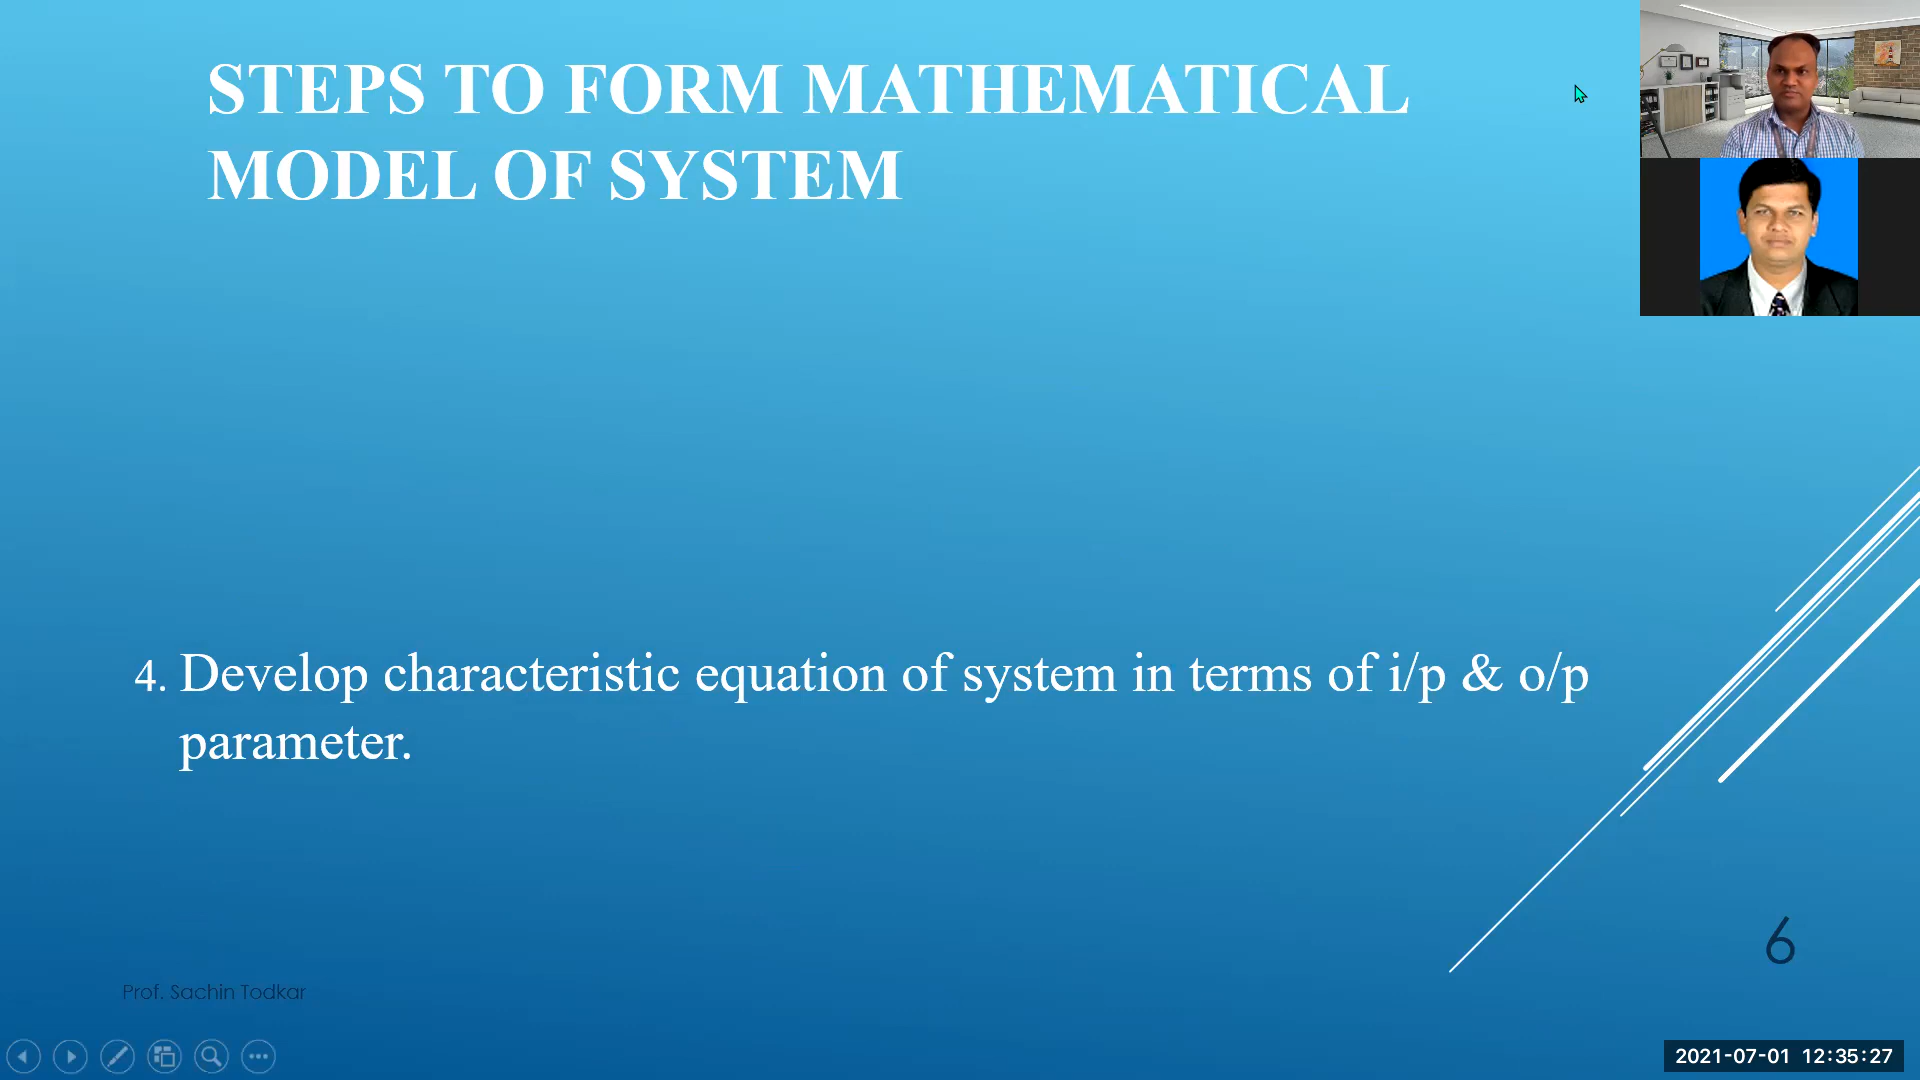 STEPS TO FORM MATHEMATICAL
MODEL OF SYSTEM
4. Develop characteristic equation of system in terms of i/p & o/p
parameter.
6
Prof. Sachin Todkar
2021-07-01 12:35:27